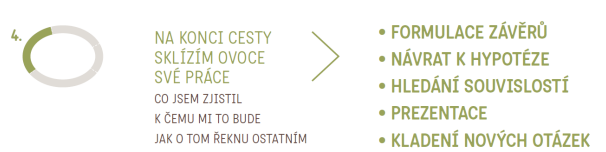 4.
NA KONCI CESTY
SKLÍZÍM OVOCE
SVÉ PRÁCE
CO JSEM ZJISTIL
K ČEMU MI TO BUDE
JAK O TOM ŘEKNU OSTATNÍM
• FORMULACE ZÁVĚRŮ
• NÁVRAT K HYPOTÉZE
• HLEDÁNÍ SOUVISLOSTÍ
• PREZENTACE
• KLADENÍ NOVÝCH OTÁZEK